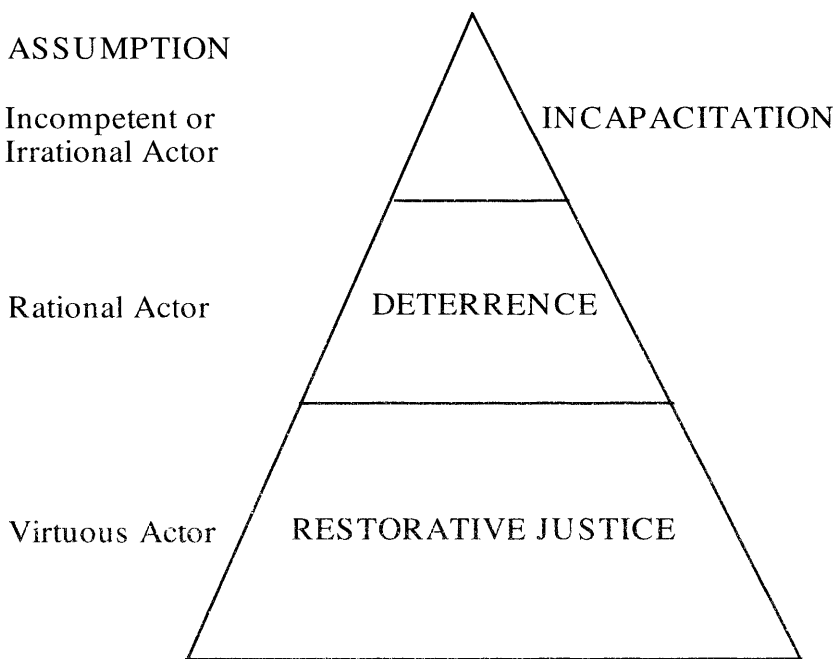 ASSUMPTION
Incompetent or
Irrational Actor
INCAPACITATION
Rational Actor
DETERRENCE
Virtuous Actor
RESTORATIVE JUSTICE